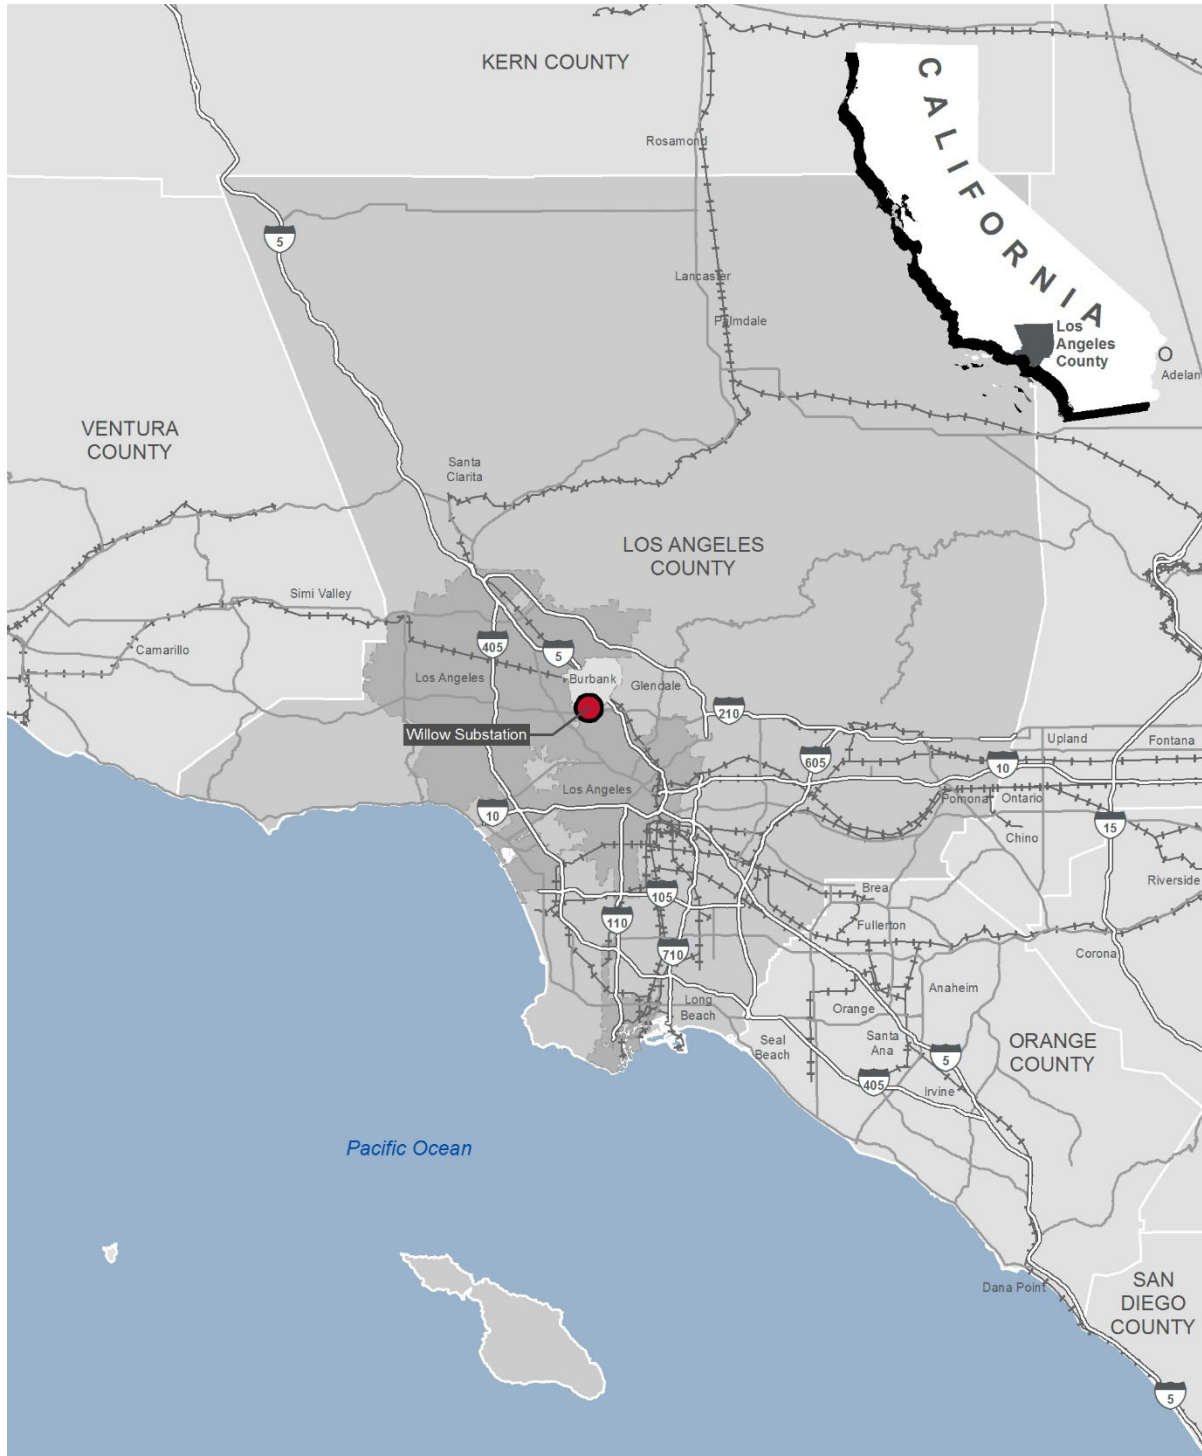 KERN COUNTY
CALIFORNIA
Rosamond
5
Lancaster
Palmdale
Los
Angeles
County
Adelan
VENTURA
COUNTY
Santa
Clarita
LOS ANGELES
COUNTY
Simi Valley
Camarillo
405
5
Los Angeles
Burbank
Glendale
210
Willow Substation
Upland
Fontana
605
10
Los Angeles
Pomona
Ontario
10
15
Chino
Riverside
Brea
105
110
Fullerton
710
Corona
Anaheim
Long
Beach
Orange
Seal
Beach
Santa
Ana
ORANGE
COUNTY
5
405
Irvine
Pacific Ocean
Dana Point
SAN
DIEGO
COUNTY
5